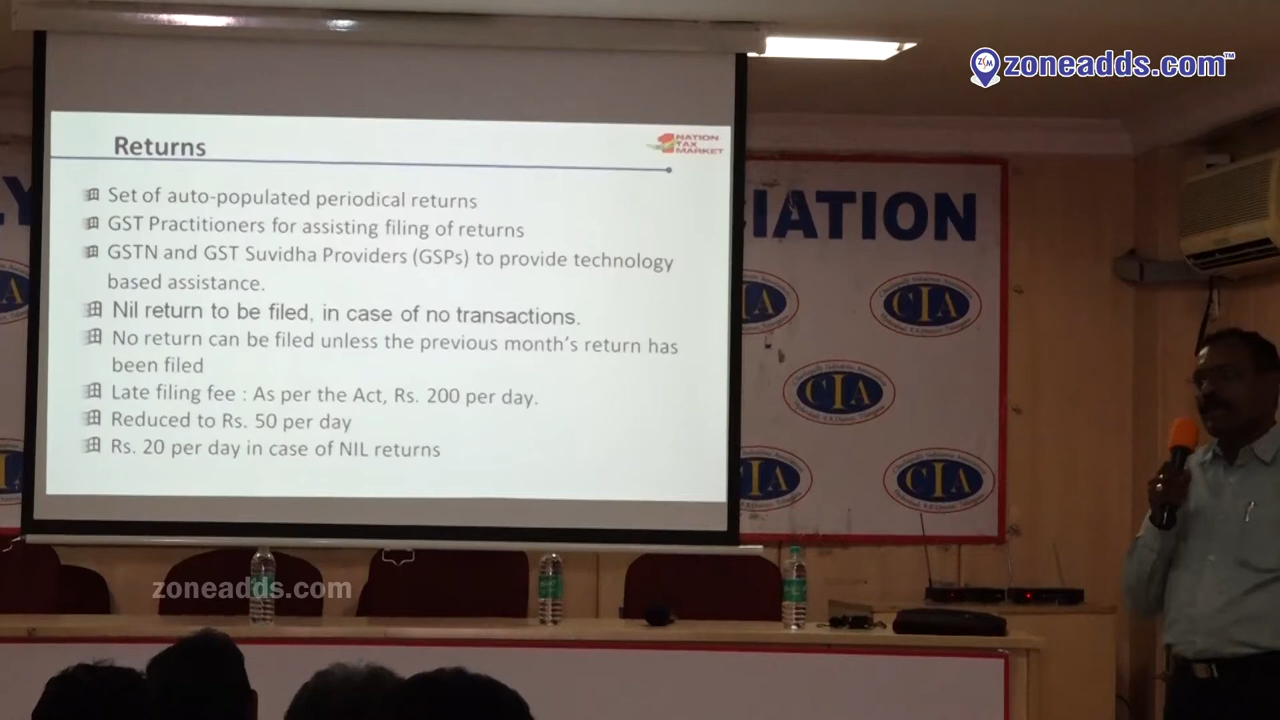 zoneadds.com™
Returns
1 NATION
TAX
MARKET
Set of auto-populated periodical returns
GST Practitioners for assisting filing of returns
GSTN and GST Suvidha Providers (GSPs) to provide technology
based assistance.
Nil return to be filed, in case of no transactions.
No return can be filed unless the previous month's return has
been filed
Late filing fee : As per the Act, Rs. 200 per day.
Reduced to Rs. 50 per day
Rs. 20 per day in case of NIL returns
LY
CIATION
CIA
CIA
CIA
CIA
CIA
zoneadds.com